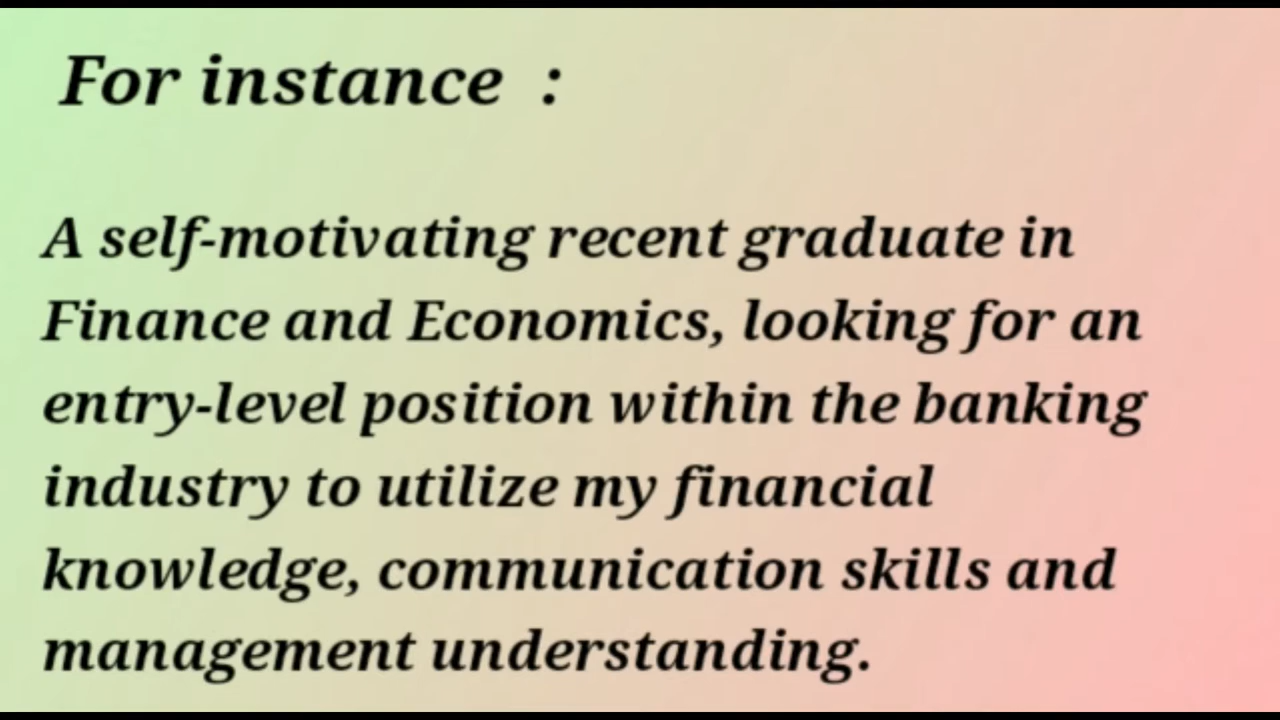 For instance :
A self-motivating recent graduate in
Finance and Economics, looking for an
entry-level position within the banking
industry to utilize my financial
knowledge, communication skills and
management understanding.